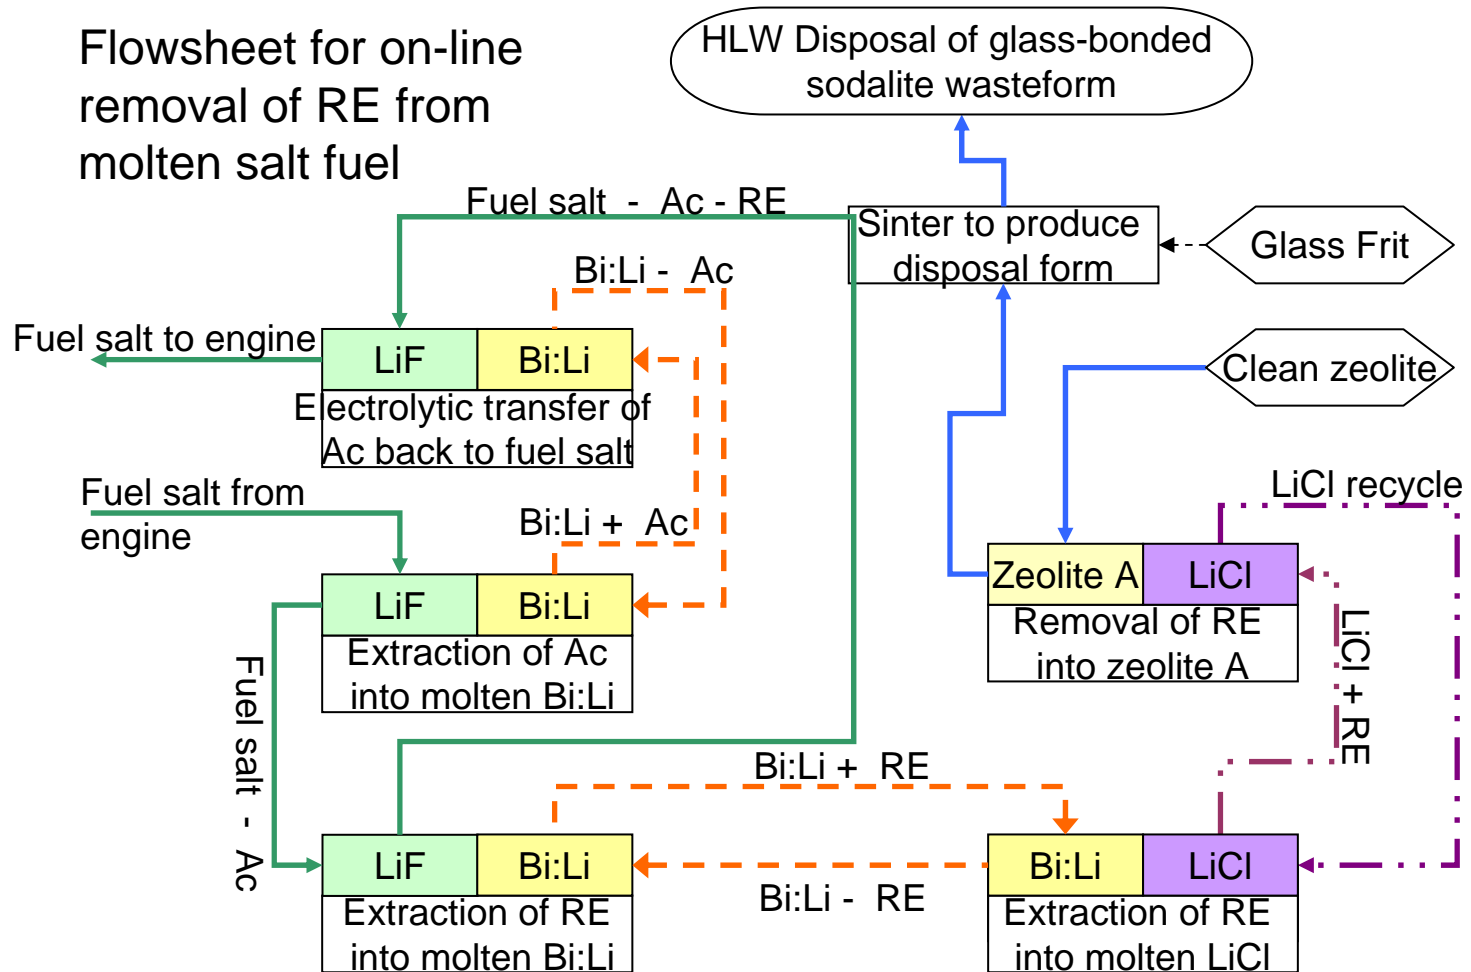 Flowsheet for on-line
removal of RE from
molten salt fuel
HLW Disposal of glass-bonded
sodalite wasteform
Fuel salt - Ac - RE
Sinter to produce
disposal form
Glass Frit
Bi:Li - Ac
Fuel salt to engine
LiF
Bi:Li
Electrolytic transfer of
Ac back to fuel salt
Clean zeolite
Fuel salt from
engine
Bi:Li + Ac
LiCl recycle
LiF
Bi:Li
Extraction of Ac
into molten Bi:Li
Zeolite A
LiCl
Removal of RE
into zeolite A
LiCl + RE
Fuel salt - Ac
Bi:Li + RE
LiF
Bi:Li
Extraction of RE
into molten Bi:Li
Bi:Li - RE
Bi:Li
LiCl
Extraction of RE
into molten LiCl